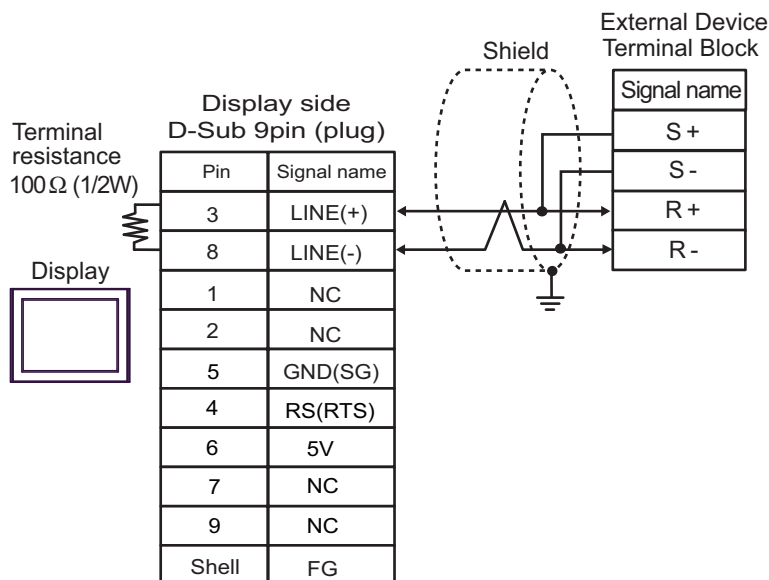 External Device
Terminal Block
Shield
Signal name
S +
S -
R +
R -
Display side
D-Sub 9pin (plug)
Terminal
resistance
100Ω (1/2W)
Pin Signal name
3 LINE(+)
8 LINE(-)
1 NC
2 NC
5 GND(SG)
4 RS(RTS)
6 5V
7 NC
9 NC
Shell FG
Display